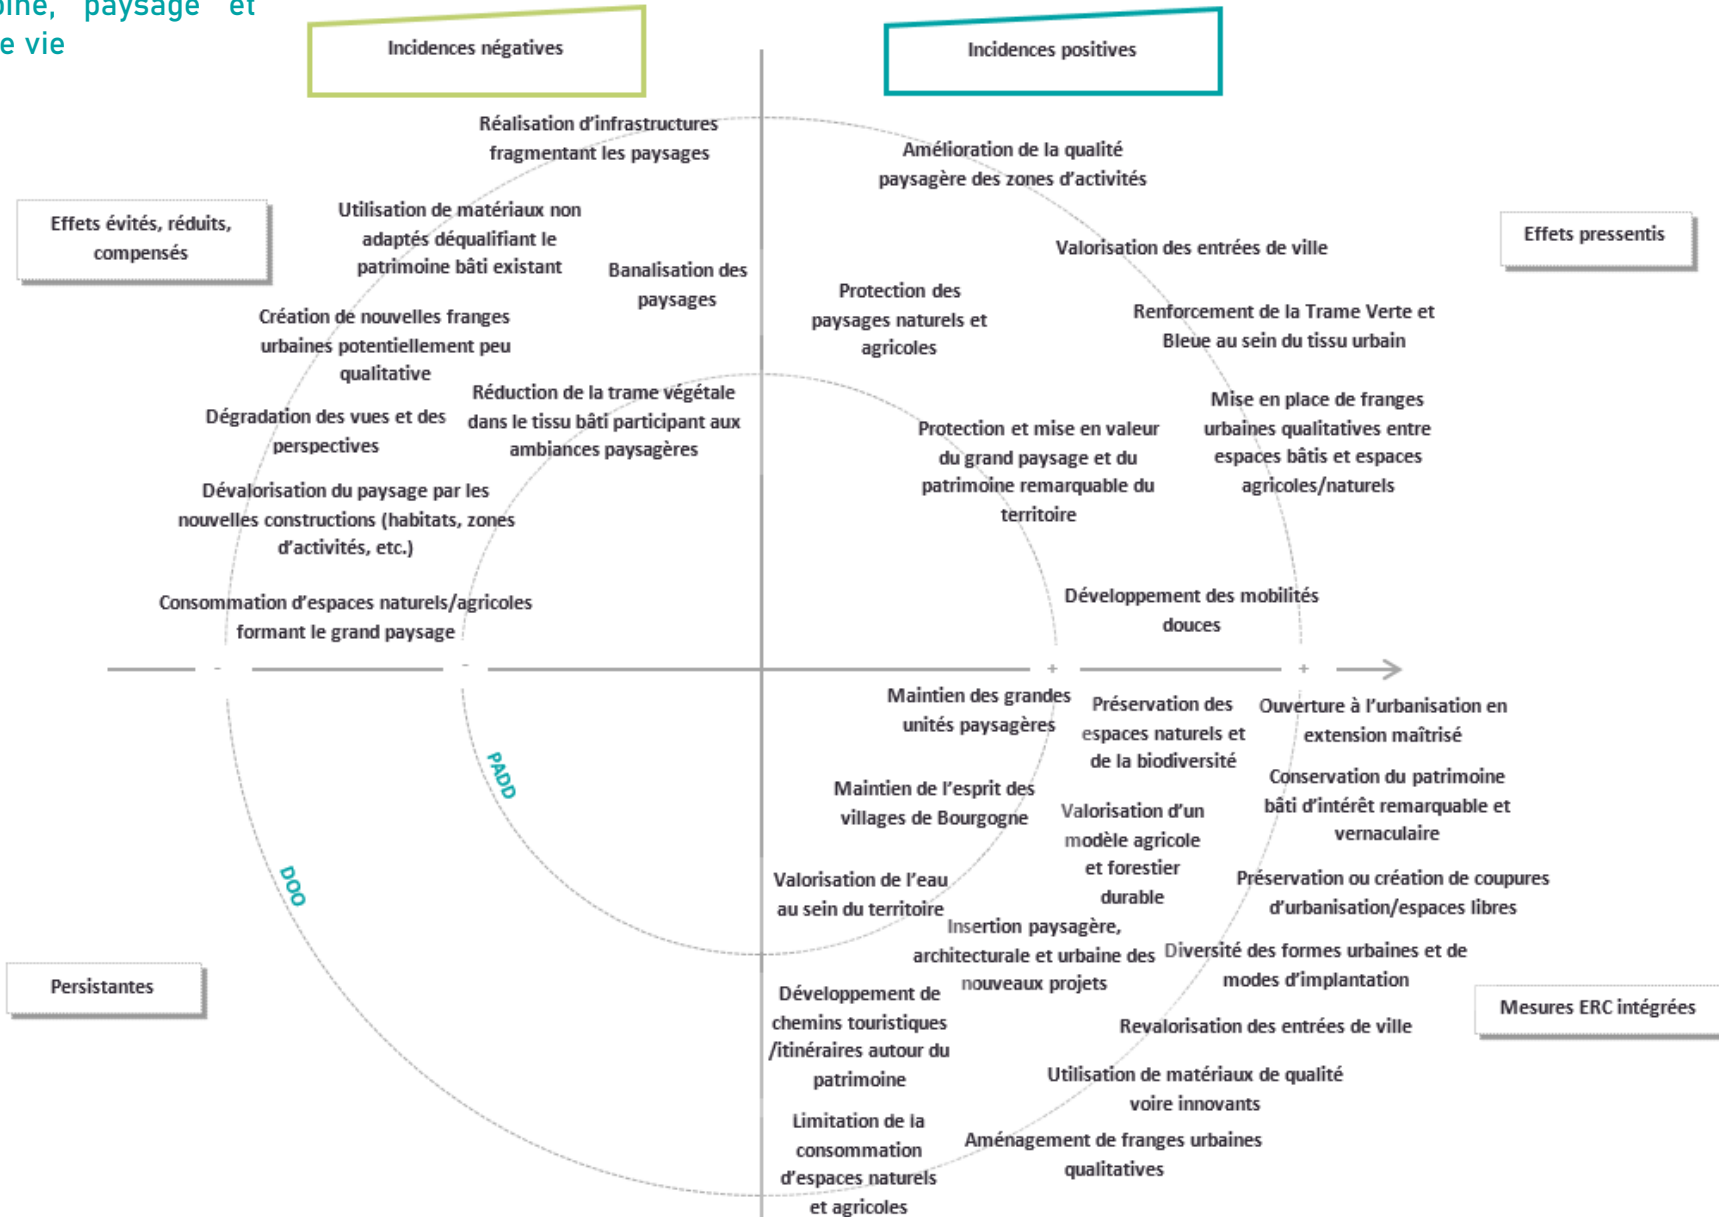 paysage et
e vie
Incidences négatives
Incidences positives
Réalisation d'infrastructures
fragmentant les paysages
Amélioration de la qualité
paysagère des zones d'activités
Effets évités, réduits,
compensés
Utilisation de matériaux non
adaptés déqualifiant le
patrimoine bâti existant
Banalisation des
paysages
Valorisation des entrées de ville
Effets pressentis
Protection des
paysages naturels et
agricoles
Création de nouvelles franges
urbaines potentiellement peu
qualitative
Renforcement de la Trame Verte et
Bleue au sein du tissu urbain
Dégradation des vues et des
perspectives
Réduction de la trame végétale
dans le tissu bâti participant aux
ambiances paysagères
Protection et mise en valeur
du grand paysage et du
patrimoine remarquable du
territoire
Mise en place de franges
urbaines qualitatives entre
espaces bâtis et espaces
agricoles/naturels
Dévalorisation du paysage par les
nouvelles constructions (habitats, zones
d'activités, etc.)
Consommation d'espaces naturels/agricoles
formant le grand paysage
Développement des mobilités
douces
- - + +
Maintien des grandes
unités paysagères
Préservation des
espaces naturels et
de la biodiversité
Ouverture à l'urbanisation en
extension maîtrisé
PADD
Maintien de l'esprit des
villages de Bourgogne
Valorisation d'un
modèle agricole
et forestier
durable
Conservation du patrimoine
bâti d'intérêt remarquable et
vernaculaire
DOO
Valorisation de l'eau
au sein du territoire
Préservation ou création de coupures
d'urbanisation/espaces libres
Insertion paysagère,
architecturale et urbaine des
nouveaux projets
Diversité des formes urbaines et de
modes d'implantation
Persistantes
Développement de
chemins touristiques
/itinéraires autour du
patrimoine
Mesures ERC intégrées
Revalorisation des entrées de ville
Utilisation de matériaux de qualité
voire innovants
Limitation de la
consommation
d'espaces naturels
et agricoles
Aménagement de franges urbaines
qualitatives